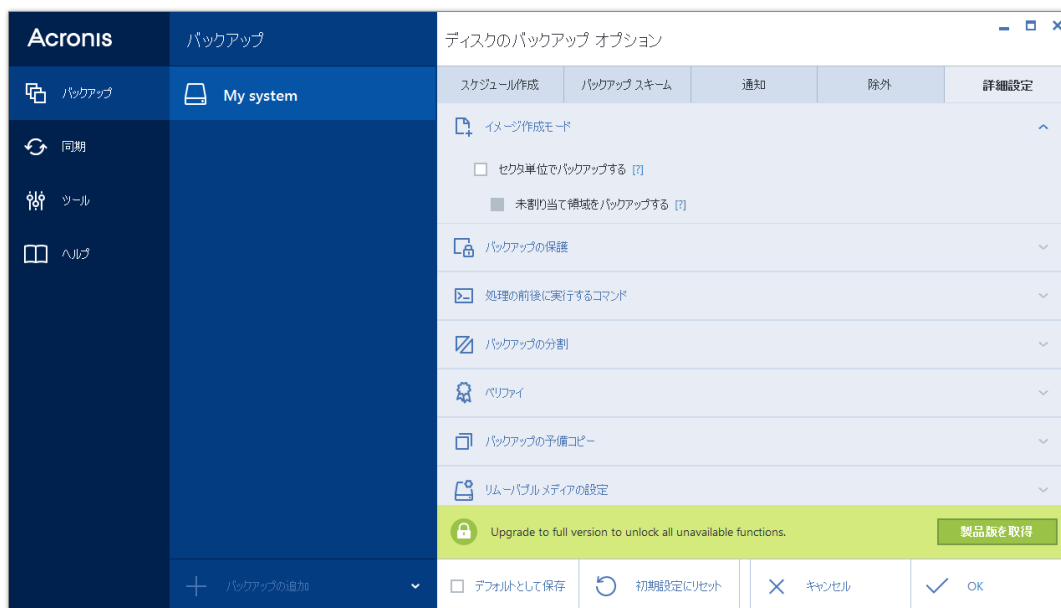 Acronis
バックアップ
ディスクのバックアップ オプション
バックアップ
同期
ツール
ヘルプ
My system
スケジュール作成
バックアップ スキーム
通知
除外
詳細設定
イメージ作成モード
セクタ単位でバックアップする [?]
未割り当て領域をバックアップする [?]
バックアップの保護
処理の前後に実行するコマンド
バックアップの分割
ベリファイ
バックアップの予備コピー
リムーバブル メディアの設定
Upgrade to full version to unlock all unavailable functions.
製品版を取得
バックアップの追加
デフォルトとして保存
初期設定にリセット
キャンセル
OK